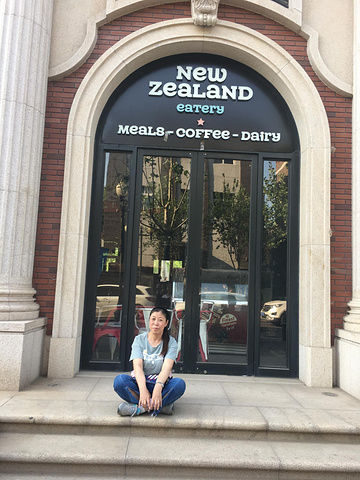 New
Zealand
eatery
Meals - Coffee - Dairy